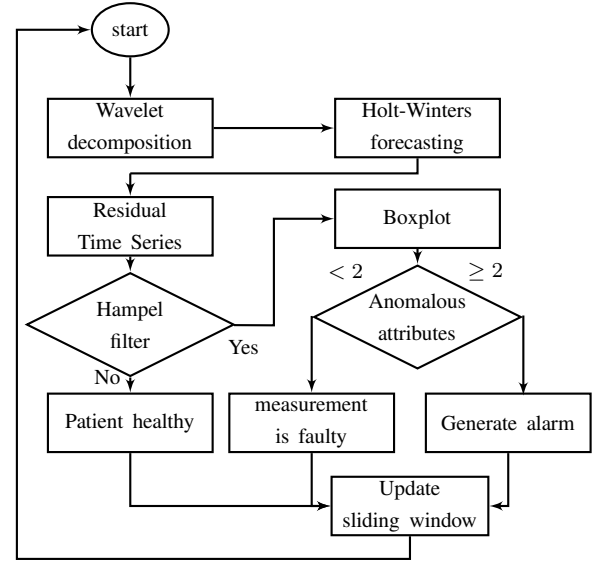 start
Wavelet
decomposition
Holt-Winters
forecasting
Residual
Time Series
Boxplot
< 2
≥ 2
Hampel
filter
Anomalous
attributes
Yes
No
Patient healthy
measurement
is faulty
Generate alarm
Update
sliding window